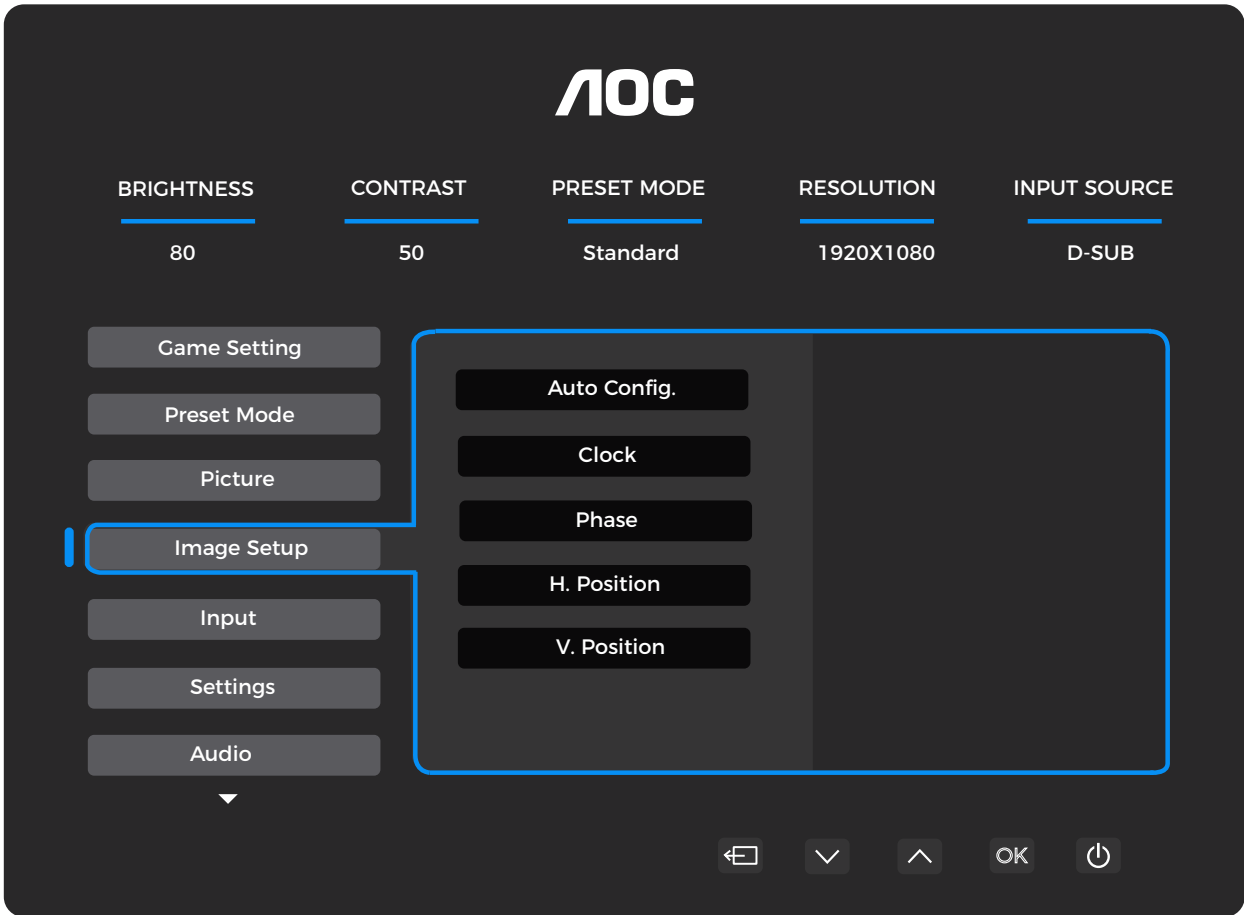 AOC
BRIGHTNESS CONTRAST PRESET MODE RESOLUTION INPUT SOURCE
80 50 Standard 1920X1080 D-SUB
Game Setting
Preset Mode
Picture
Image Setup
Input
Settings
Audio
Auto Config.
Clock
Phase
H. Position
V. Position
OK